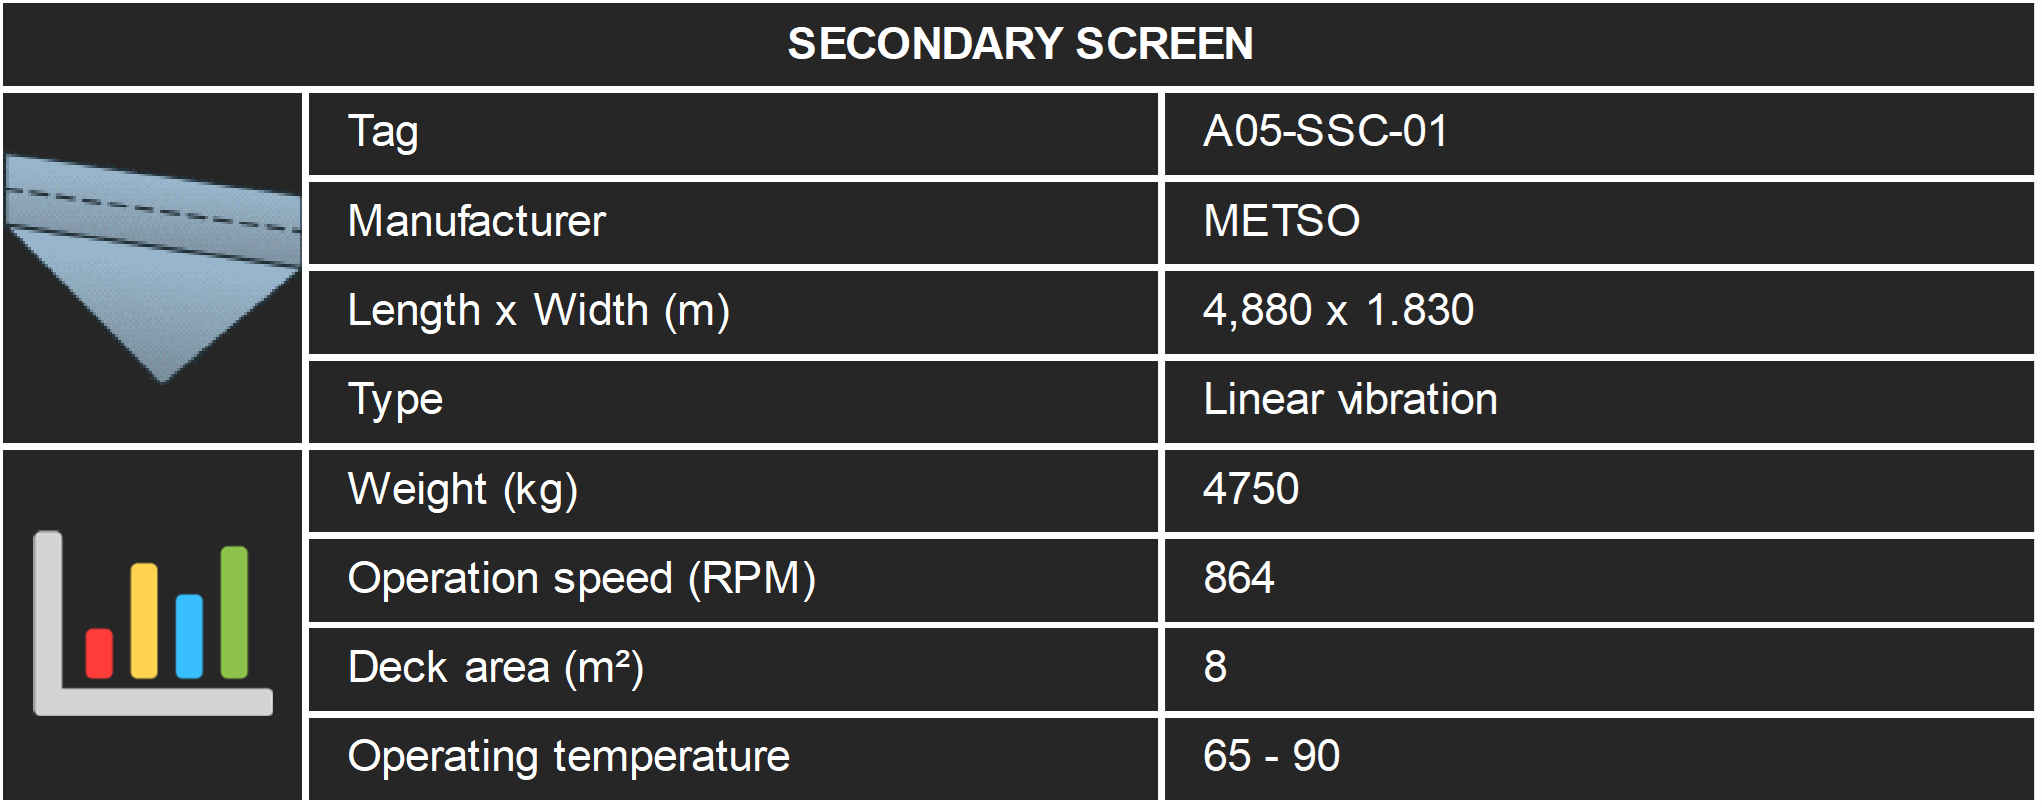 SECONDARY SCREEN
Tag A05-SSC-01
Manufacturer METSO
Length x Width (m) 4,880 x 1.830
Type Linear vibration
Weight (kg) 4750
Operation speed (RPM) 864
Deck area (m²) 8
Operating temperature 65 - 90